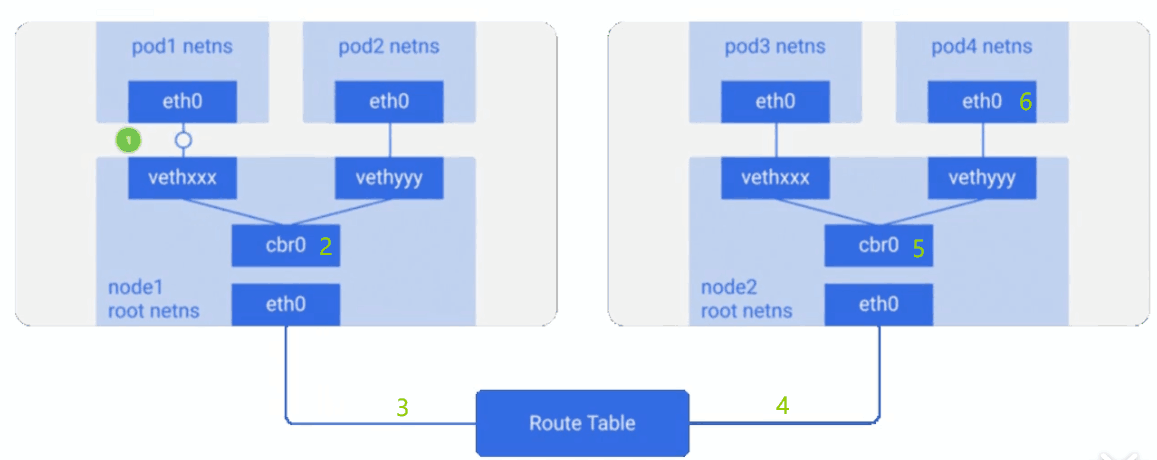 pod1 netns
pod2 netns
pod3 netns
pod4 netns
eth0
eth0
eth0
eth0 6
1
vethxxx
vethyyy
vethxxx
vethyyy
cbr0 2
cbr0 5
node1
root netns
eth0
node2
root netns
eth0
3
Route Table
4